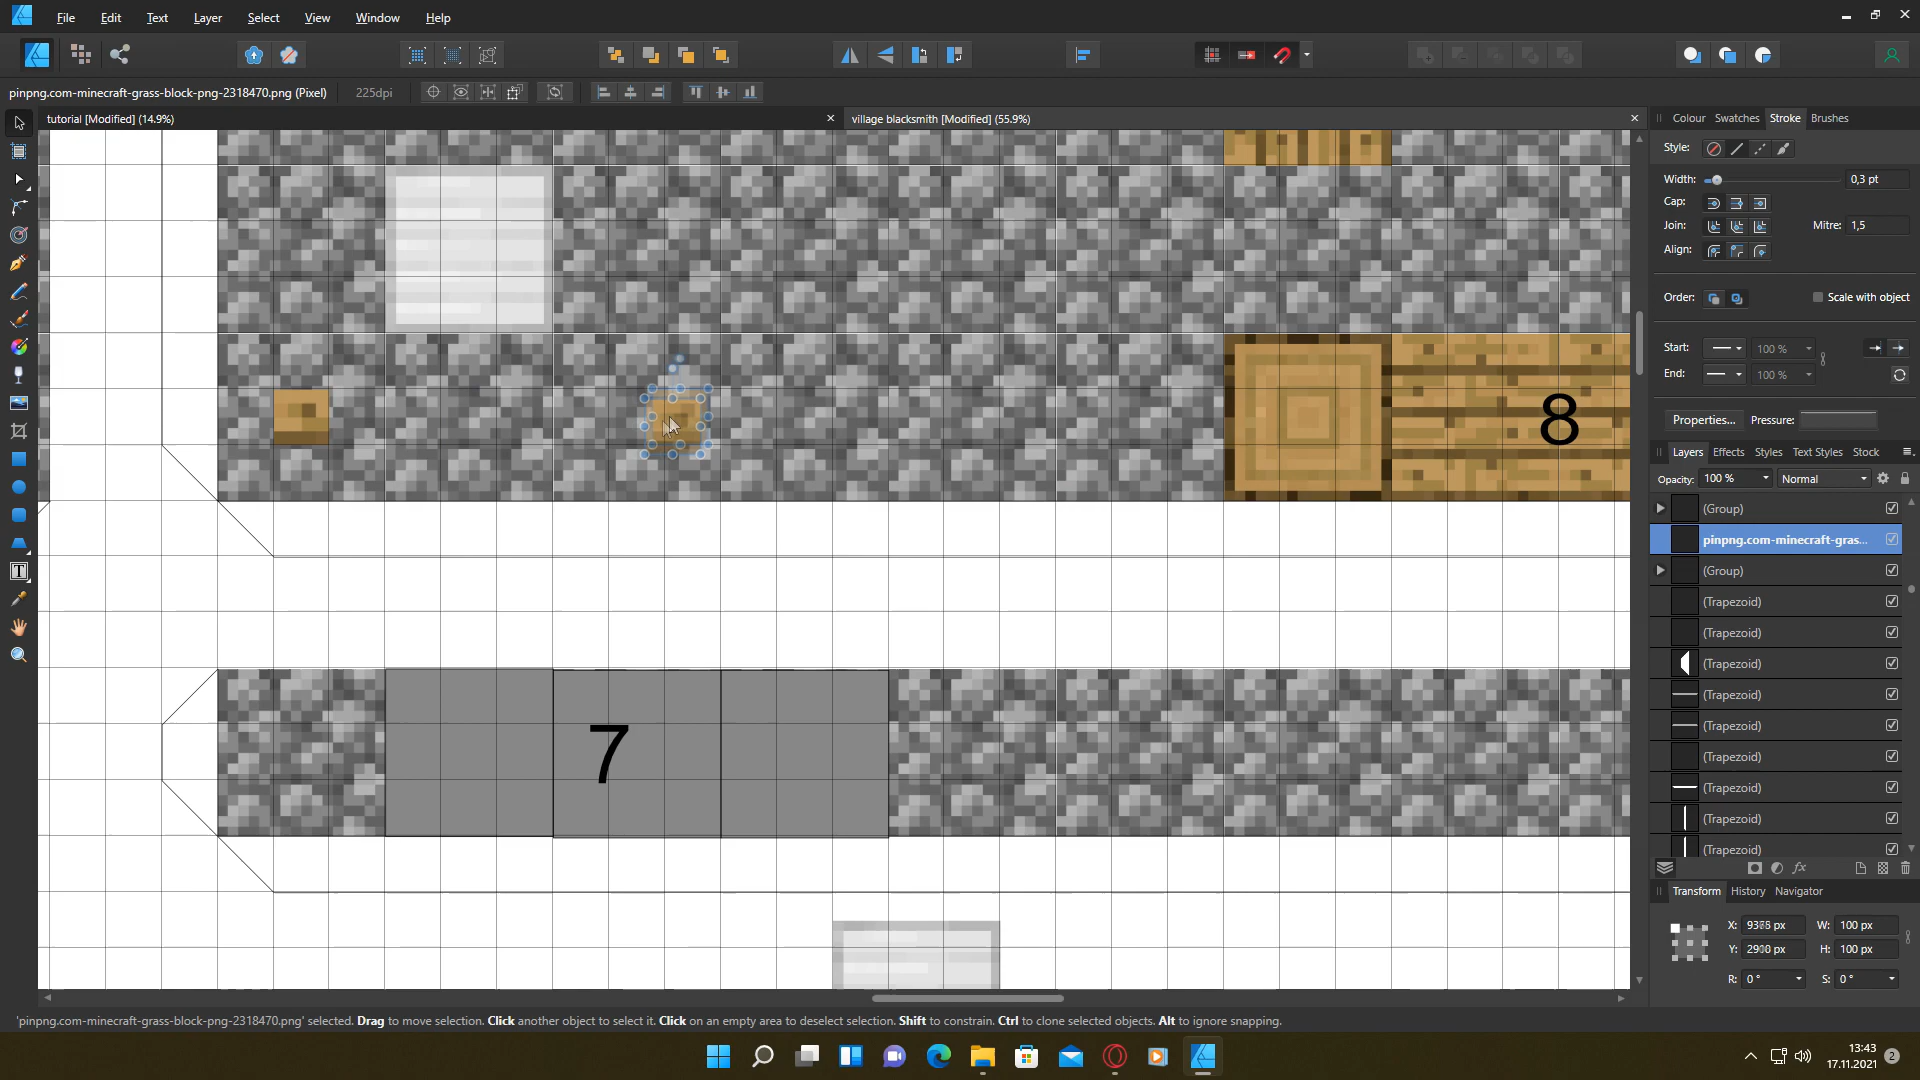 File Edit Text Layer Select View Window Help
pinpng.com-minecraft-grass-block-png-2318470.png (Pixel) 225dpi
tutorial [Modified] (14.9%)
village blacksmith [Modified] (55.9%)
Colour Swatches Stroke Brushes
Style:
Width: 0,3 pt
Cap:
Join: Mitre: 1,5
Align:
Order: Scale with object
Start: 100 %
End: 100 %
Properties... Pressure:
Layers Effects Styles Text Styles Stock
Opacity: 100 % Normal
(Group)
pinpng.com-minecraft-gras...
(Group)
(Trapezoid)
(Trapezoid)
(Trapezoid)
(Trapezoid)
(Trapezoid)
(Trapezoid)
(Trapezoid)
(Trapezoid)
(Trapezoid)
8
7
Transform History Navigator
X: W: 100 px
Y: H: 100 px
R: 0 ° S: 0 °
'pinpng.com-minecraft-grass-block-png-2318470.png' selected. Drag to move selection. Click another object to select it. Click on an empty area to deselect selection. Shift to constrain. Ctrl to clone selected objects. Alt to ignore snapping.
13:43
17.11.2021
2